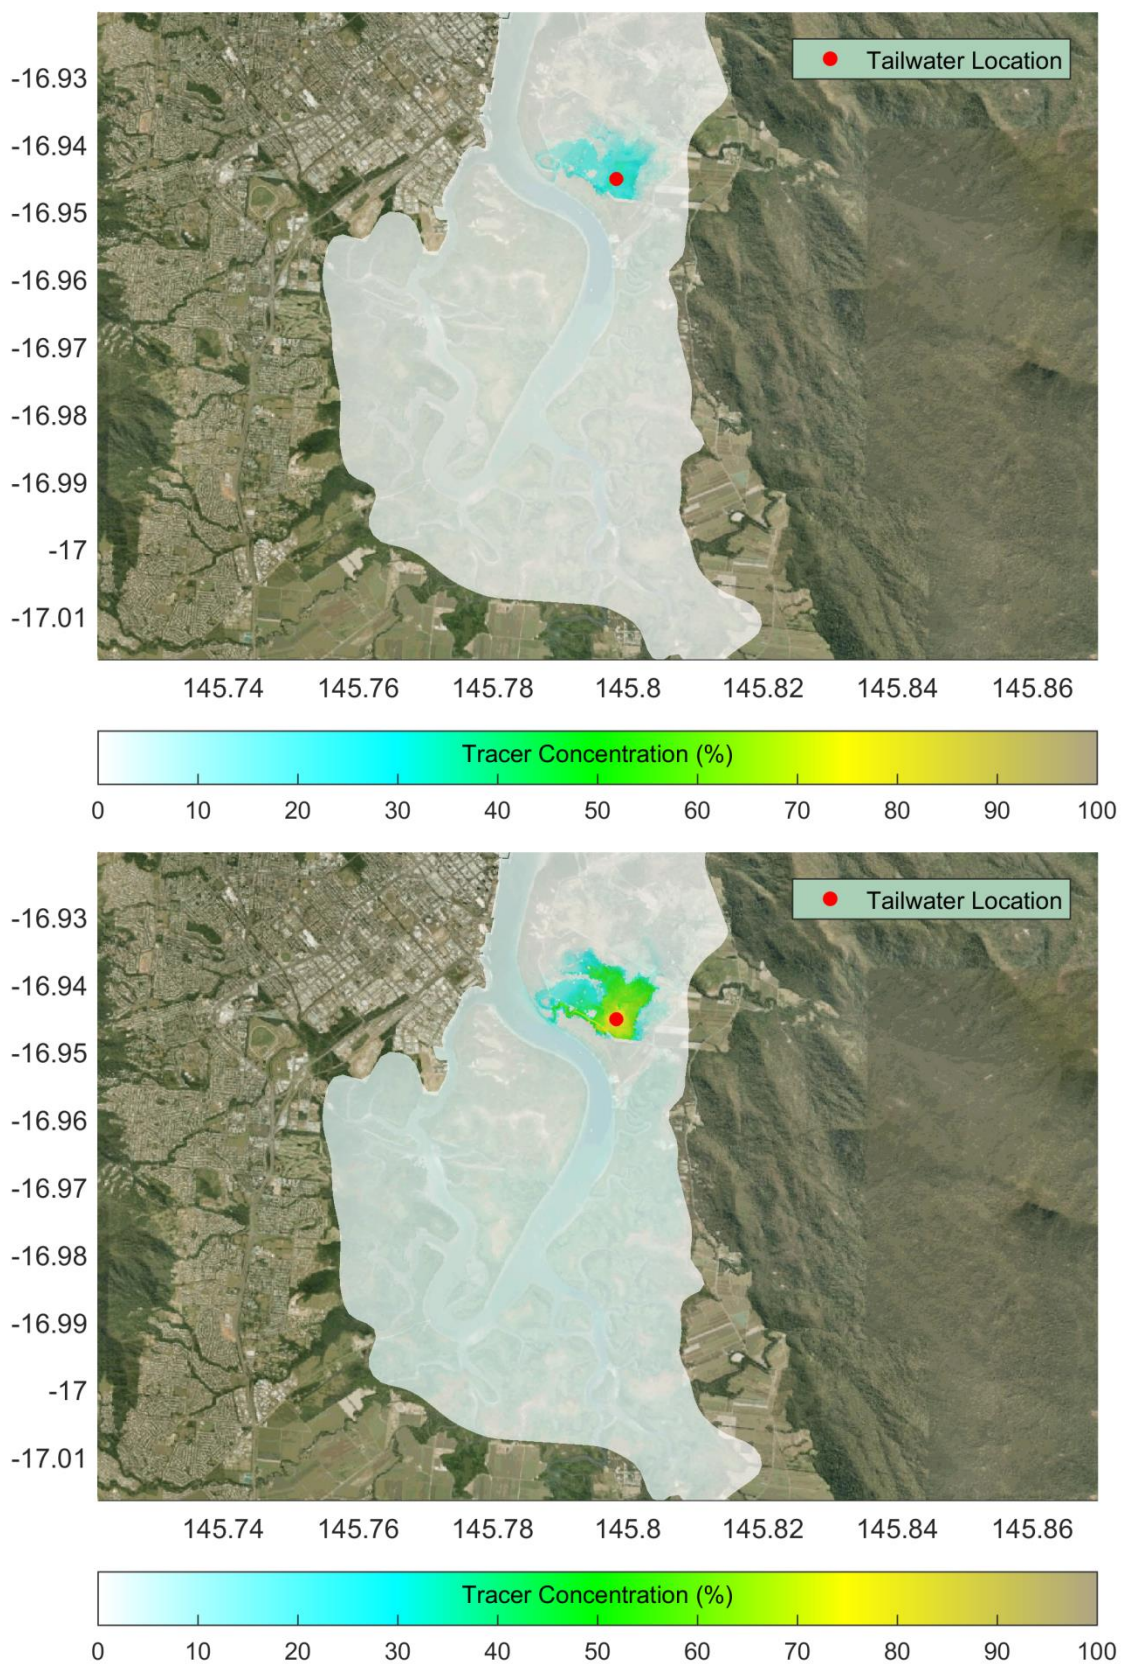 Tailwater Location
-16.93
-16.94
-16.95
-16.96
-16.97
-16.98
-16.99
-17
-17.01
145.74 145.76 145.78 145.8 145.82 145.84 145.86
Tracer Concentration (%)
0 10 20 30 40 50 60 70 80 90 100
Tailwater Location
-16.93
-16.94
-16.95
-16.96
-16.97
-16.98
-16.99
-17
-17.01
145.74 145.76 145.78 145.8 145.82 145.84 145.86
Tracer Concentration (%)
0 10 20 30 40 50 60 70 80 90 100